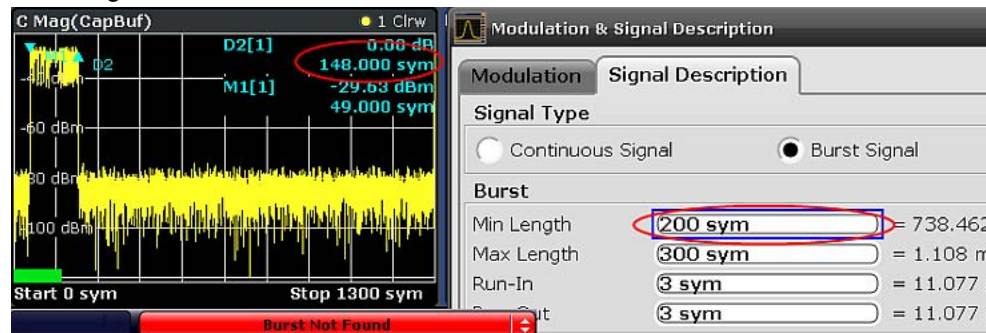 C Mag(CapBuf)
1 Clrw
D2[1]
0.00 dB
148.000 sym
M1[1]
-29.63 dBm
49.000 sym
D2
-60 dBm
-100 dBm
Start 0 sym
Stop 1300 sym
Burst Not Found
Modulation & Signal Description
Modulation
Signal Description
Signal Type
Continuous Signal
Burst Signal
Burst
Min Length
200 sym
= 738.462
Max Length
300 sym
= 1.108 m
Run-In
3 sym
= 11.077
3 sym
= 11.077